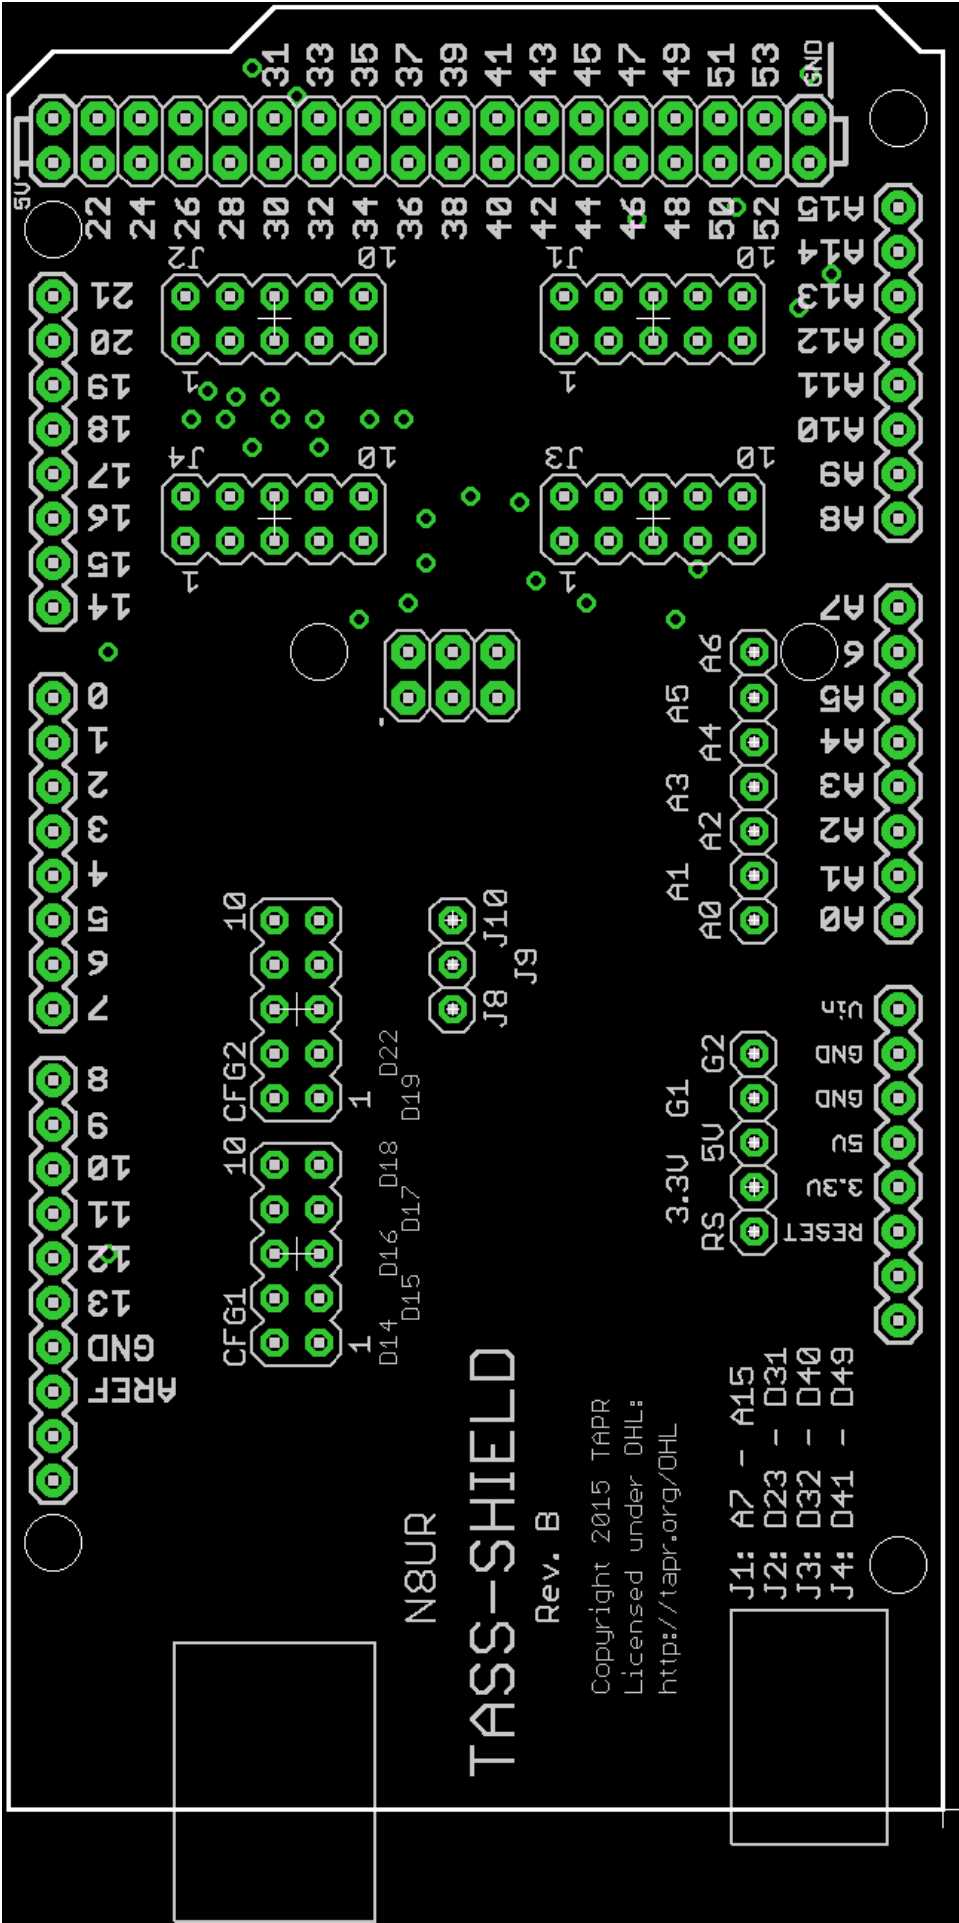 31 33 35 37 39 41 43 45 47 49 51 53 GND
5V
22 24 26 28 30 32 34 36 38 40 42 44 46 48 50 52
J2 10
1
J1 10
1
J4 10
1
J3 10
1
21
20
19
18
17
16
15
14
0
1
2
3
4
5
6
7
8
9
10
11
12
13
GND
AREF
A15
A14
A13
A12
A11
A10
A9
A8
A7
6
A5
A4
A3
A2
A1
A0
Vin
GND
GND
5V
3.3V
RESET
A6
A5
A4
A3
A2
A1
A0
G2
G1
5V
3.3V
RS
J10
J9
J8
10
CFG2
1
10
CFG1
1
D22
D19
D18
D17
D16
D15
D14
N8UR
TASS-SHIELD
Rev. B
Copyright 2015 TAPR
Licensed under OHL:
http://tapr.org/OHL
J1: A7 - A15
J2: D23 - D31
J3: D32 - D40
J4: D41 - D49